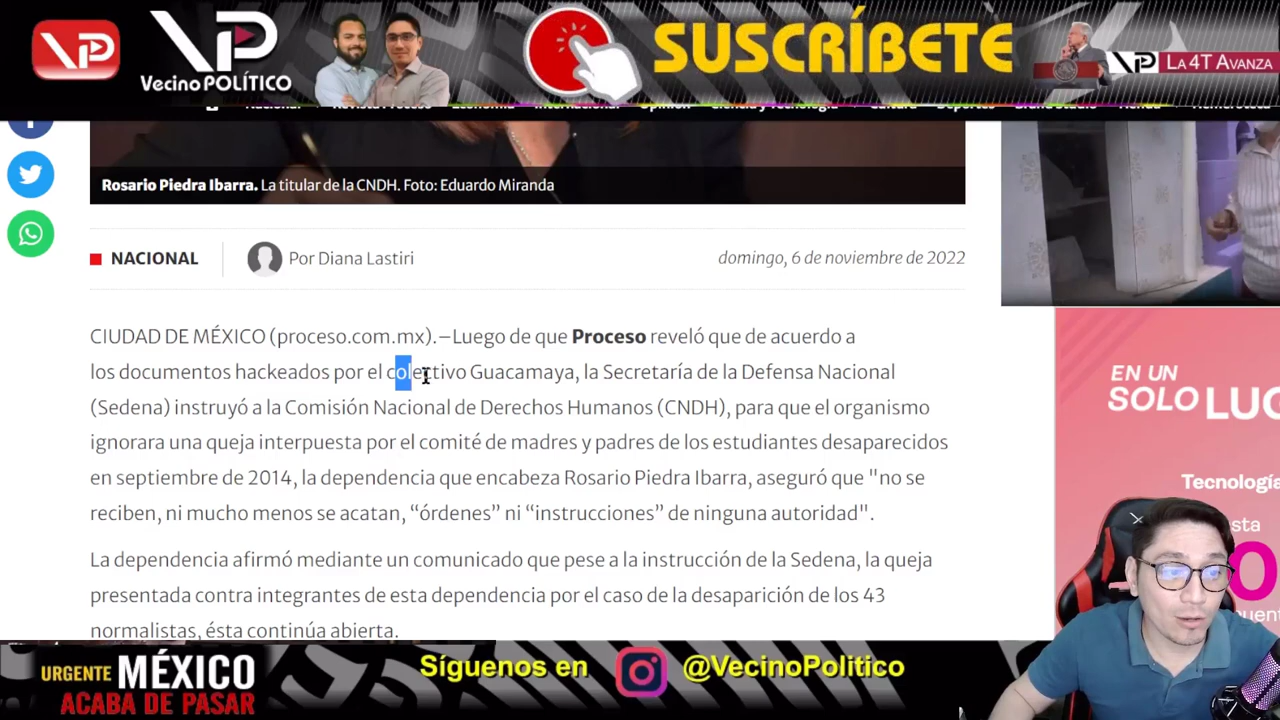 VP
VP
Vecino POLÍTICO
SUSCRÍBETE
VP LA 4T AVANZA
Rosario Piedra Ibarra. La titular de la CNDH. Foto: Eduardo Miranda
NACIONAL
Por Diana Lastiri
domingo, 6 de noviembre de 2022
CIUDAD DE MÉXICO (proceso.com.mx).–Luego de que Proceso reveló que de acuerdo a
los documentos hackeados por el colectivo Guacamaya, la Secretaría de la Defensa Nacional
(Sedena) instruyó a la Comisión Nacional de Derechos Humanos (CNDH), para que el organismo
ignorara una queja interpuesta por el comité de madres y padres de los estudiantes desaparecidos
en septiembre de 2014, la dependencia que encabeza Rosario Piedra Ibarra, aseguró que "no se
reciben, ni mucho menos se acatan, “órdenes” ni “instrucciones” de ninguna autoridad".
La dependencia afirmó mediante un comunicado que pese a la instrucción de la Sedena, la queja
presentada contra integrantes de esta dependencia por el caso de la desaparición de los 43
normalistas, ésta continúa abierta.
EN UN
SOLO LUG
Tecnología
URGENTE MÉXICO
ACABA DE PASAR
Síguenos en
@VecinoPolitico